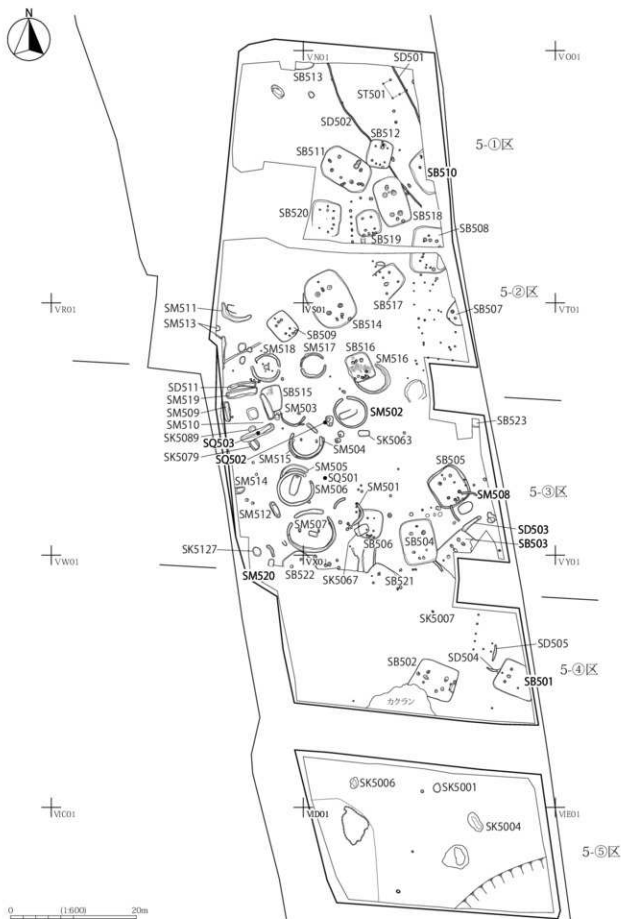 N
VN01
VO01
SD501
SB513
ST501
SD502
SB512
5-①区
SB511
SB510
SB520
SB518
SB508
SB519
5-②区
SB517
SM511
VR01
VS01
SB507
VT01
SM513
SB514
SB509
SM518
SM517
SB516
SM516
SD511
SB515
SM519
SM503
SM509
SM502
SM510
SB523
SK5089
SK5063
SQ503
SM504
SK5079
SM515
SQ502
SB505
SM505
SM514
SQ501
SM506
SM501
SM508
5-③区
SM512
SM507
SD503
SB504
SB503
SK5127
SB506
VW01
VX01
VY01
SM520
SB522
SK5067
SB521
SK5007
SD505
SB502
SD504
5-④区
SB501
カクラン
SK5006
SK5001
VIC01
VID01
VIE01
SK5004
5-⑤区
0
(1:600)
20m